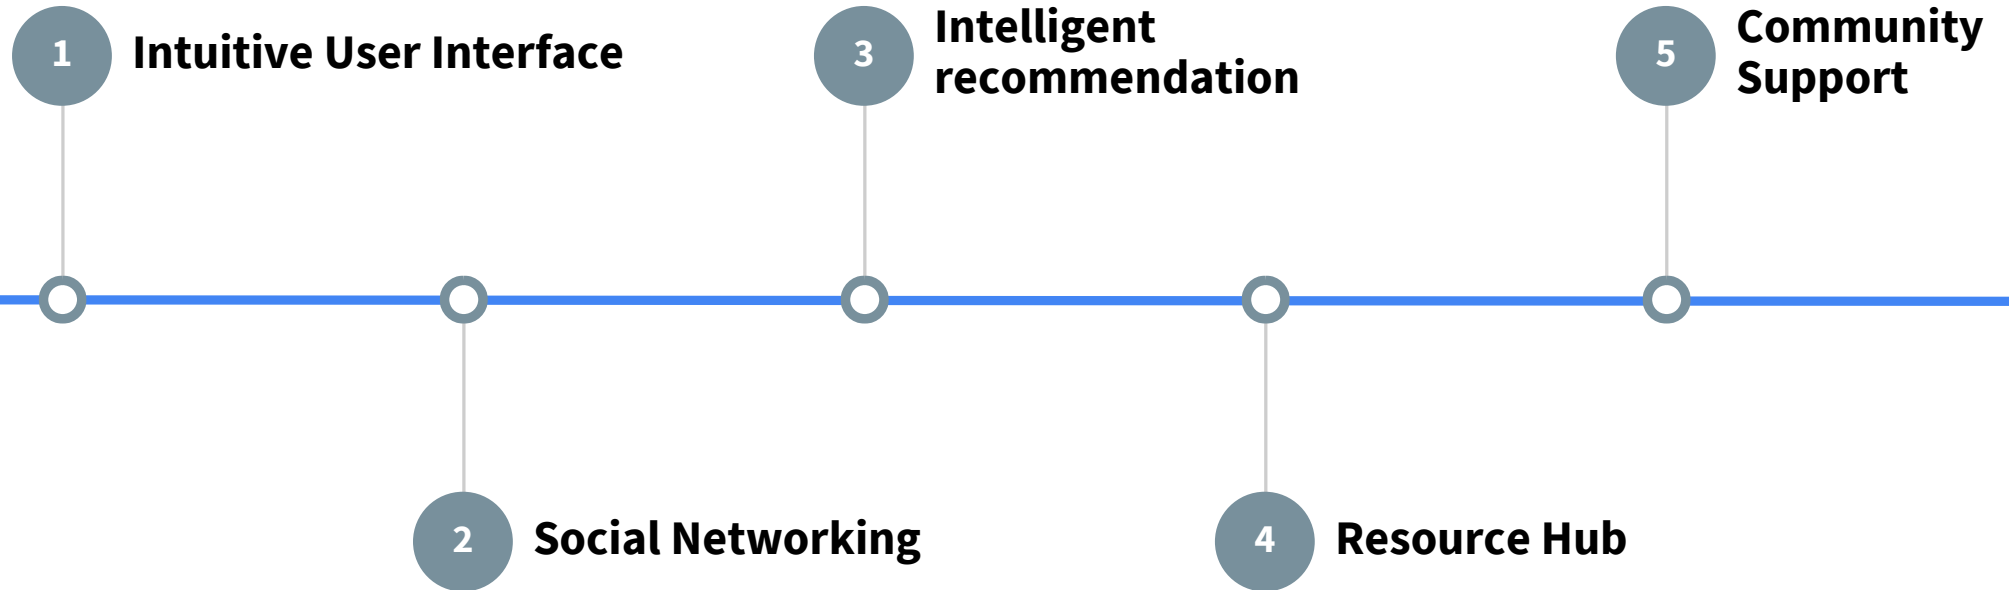 1
Intuitive User Interface
2
Social Networking
3
Intelligent
recommendation
4
Resource Hub
5
Community
Support